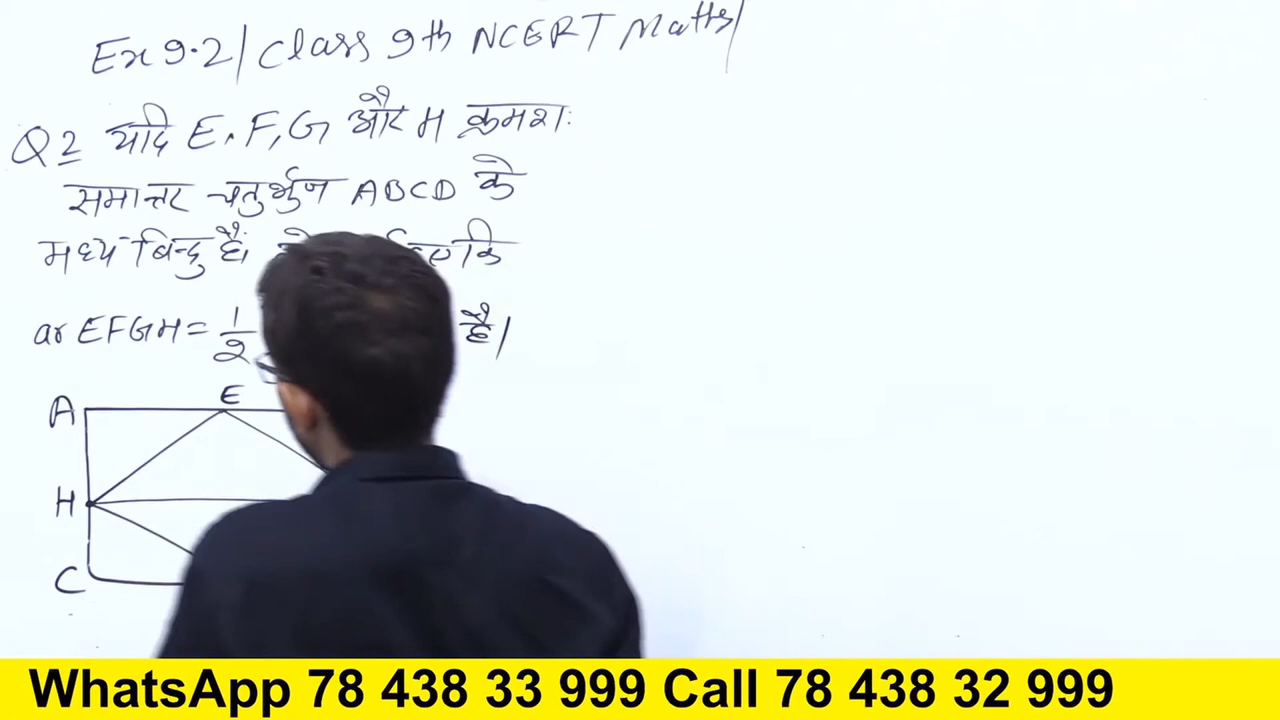 Ex 9.2/ Class 9th NCERT Maths/
Q2 यदि E, F, G और H क्रमशः
समान्तर चतुर्भुज ABCD के
मध्य बिन्दु है।
ar EFGH = 1/2 है।
A E
H
C
WhatsApp 78 438 33 999 Call 78 438 32 999